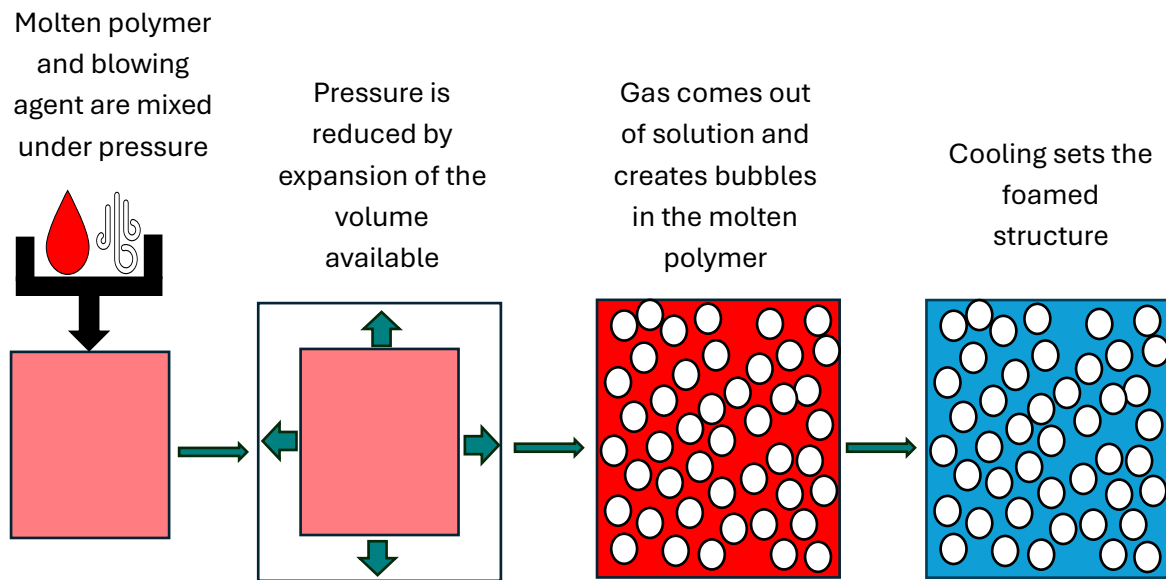 Molten polymer
and blowing
agent are mixed
under pressure
Pressure is
reduced by
expansion of the
volume
available
Gas comes out
of solution and
creates bubbles
in the molten
polymer
Cooling sets the
foamed
structure